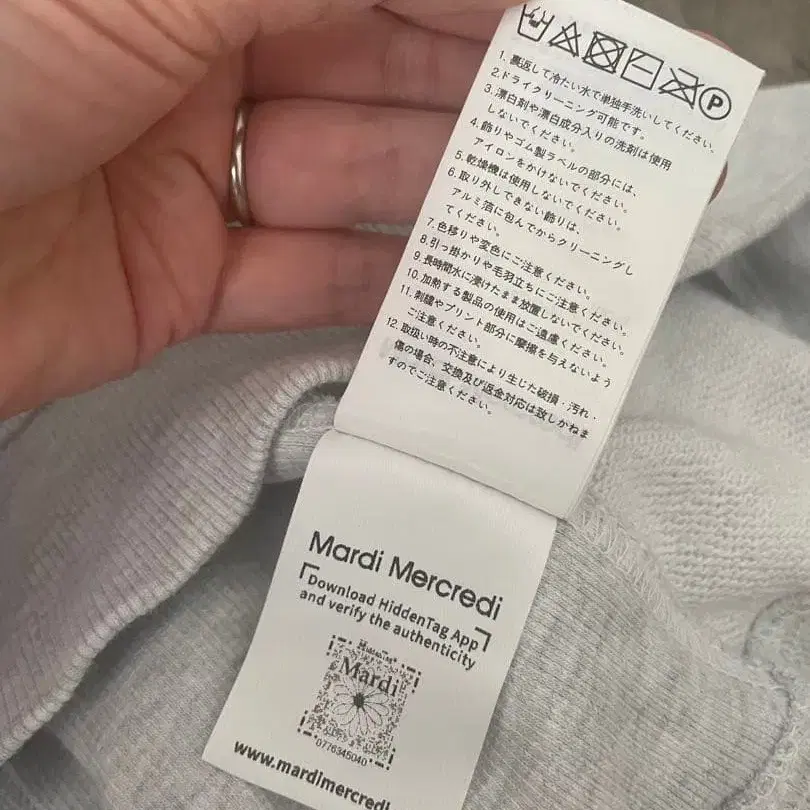 P
1. 裏返して冷たい水で単独手洗いしてください。
2. ドライクリーニング可能です。
3. 漂白剤や漂白成分入りの洗剤は使用
しないでください。
4. 飾りやゴム製ラベルの部分には、
アイロンをかけないでください。
5. 乾燥機は使用しないでください。
6. 取り外しできない飾りは、
アルミ箔に包んでからクリーニングし
てください。
7. 色移りや変色にご注意ください。
8. 引っ掛かりや毛羽立ちにご注意ください。
9. 長時間水に浸けたまま放置しないでください。
10. 加熱する製品の使用はご遠慮ください。
11. 刺繍やプリント部分に摩擦を与えないよう
ご注意ください。
12. 取扱い時の不注意により生じた破損・汚れ・
傷の場合、交換及び返金対応は致しかねま
すのでご注意ください。
Mardi Mercredi
「Download HiddenTag App
and verify the authenticity」
Mardi
0776345040
www.mardimercredi